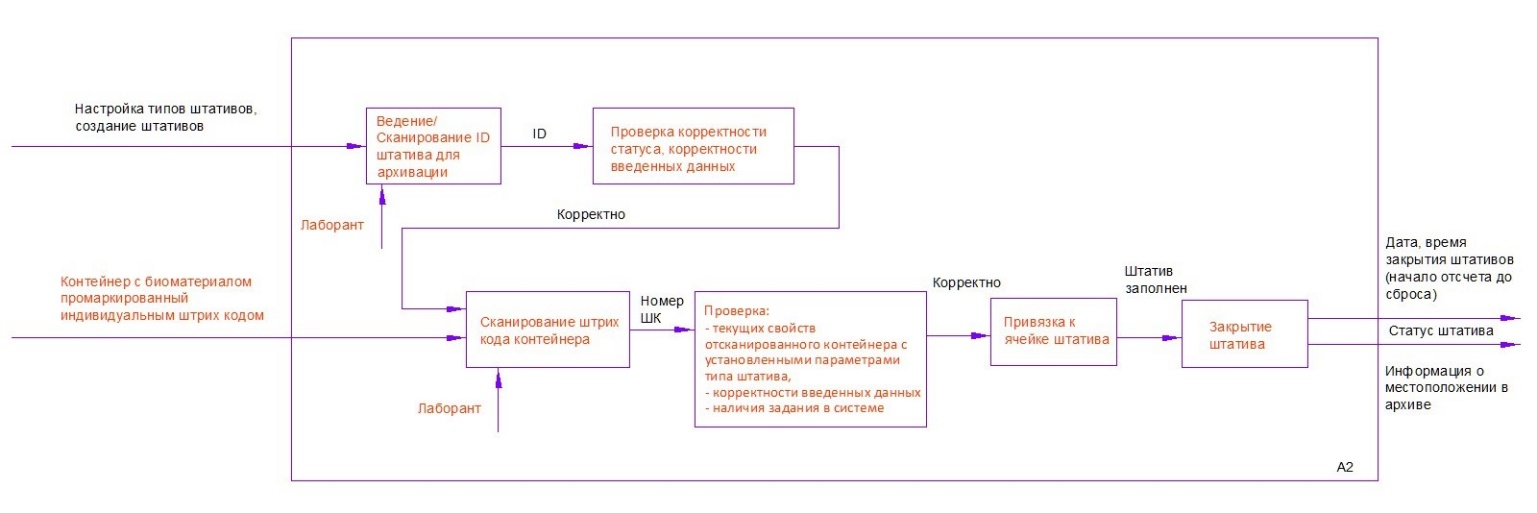 Настройка типов штативов,
создание штативов
Ведение/
Сканирование ID
штатива для
архивации
ID
Проверка корректности
статуса, корректности
введенных данных
Лаборант
Корректно
Контейнер с биоматериалом
промаркированный
индивидуальным штрих кодом
Сканирование штрих
кода контейнера
Лаборант
Номер
ШК
Проверка:
- текущих свойств
отсканированного контейнера с
установленными параметрами
типа штатива,
- корректности введенных данных
- наличия задания в системе
Корректно
Привязка к
ячейке штатива
Штатив
заполнен
Закрытие
штатива
Дата, время
закрытия штативов
(начало отсчета до
сброса)
Статус штатива
Информация о
местоположении в
архиве
А2